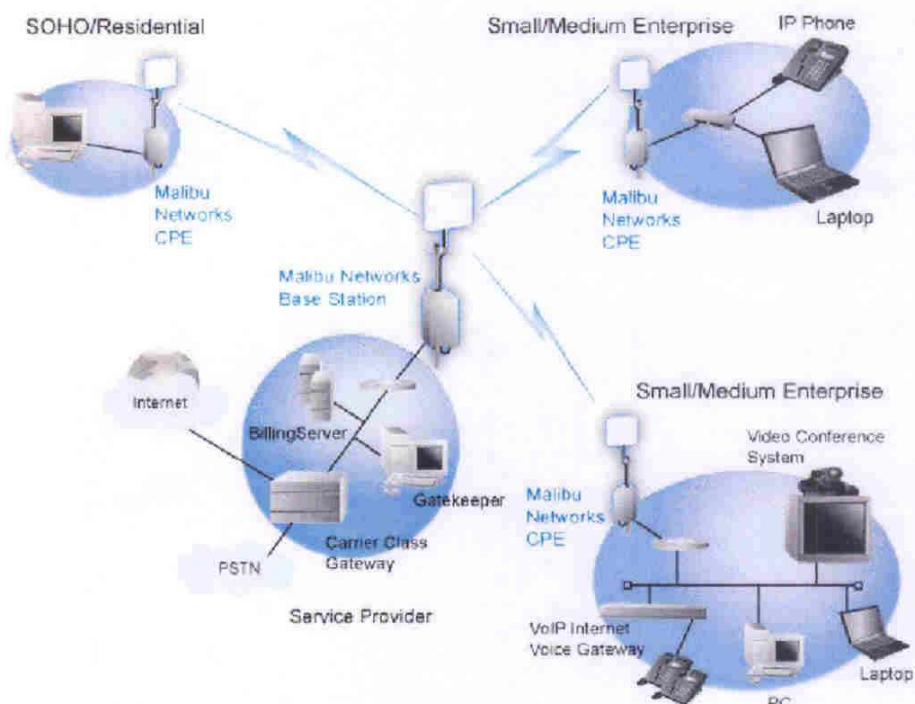 SOHO/Residential
Small/Medium Enterprise
IP Phone
Malibu
Networks
CPE
Malibu
Networks
CPE
Laptop
Malibu Networks
Base Station
Internet
BillingServer
Gatekeeper
Carrier Class
Gateway
PSTN
Service Provider
Small/Medium Enterprise
Video Conference
System
Malibu
Networks
CPE
VoIP Internet
Voice Gateway
Laptop
PC